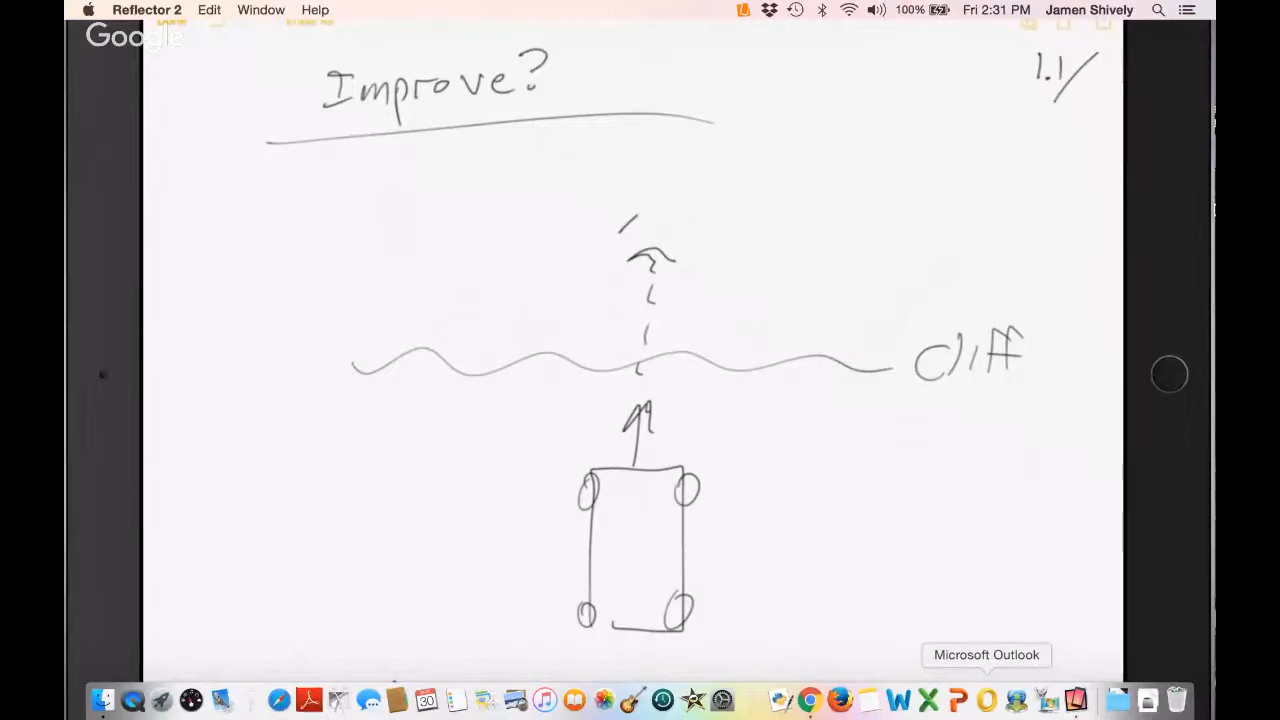 Reflector 2 Edit Window Help 100% Fri 2:31 PM Jamen Shively
Google
Improve?
1.1/
Cliff
Microsoft Outlook
30